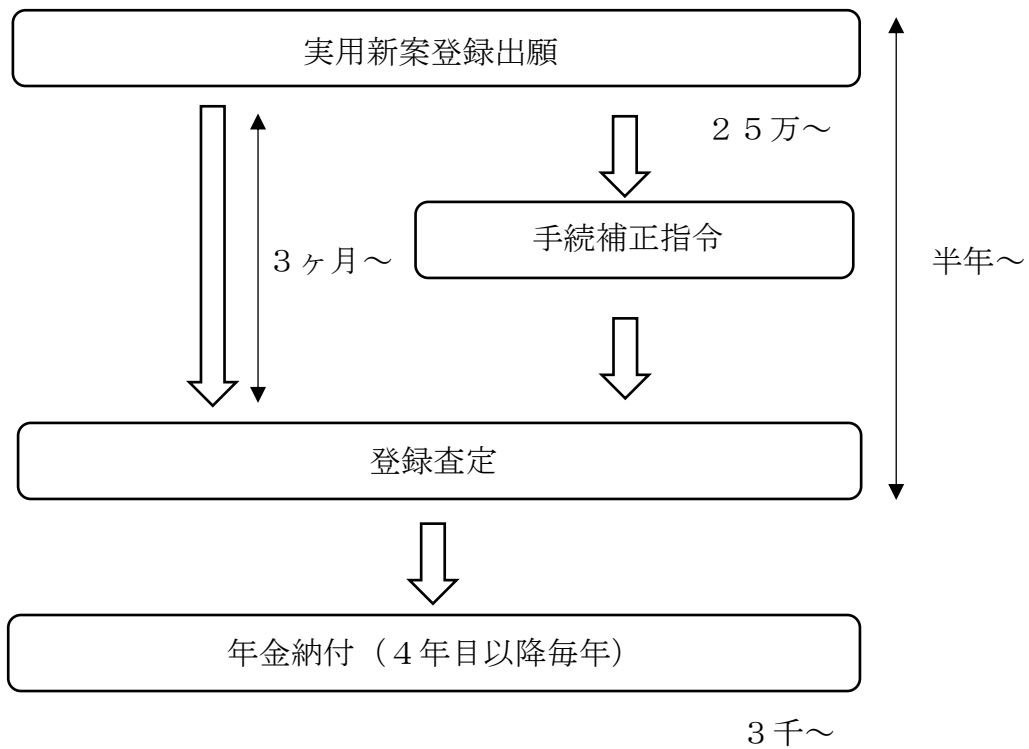 実用新案登録出願
２５万～
手続補正指令
３ヶ月～
半年～
登録査定
年金納付（４年目以降毎年）
３千～